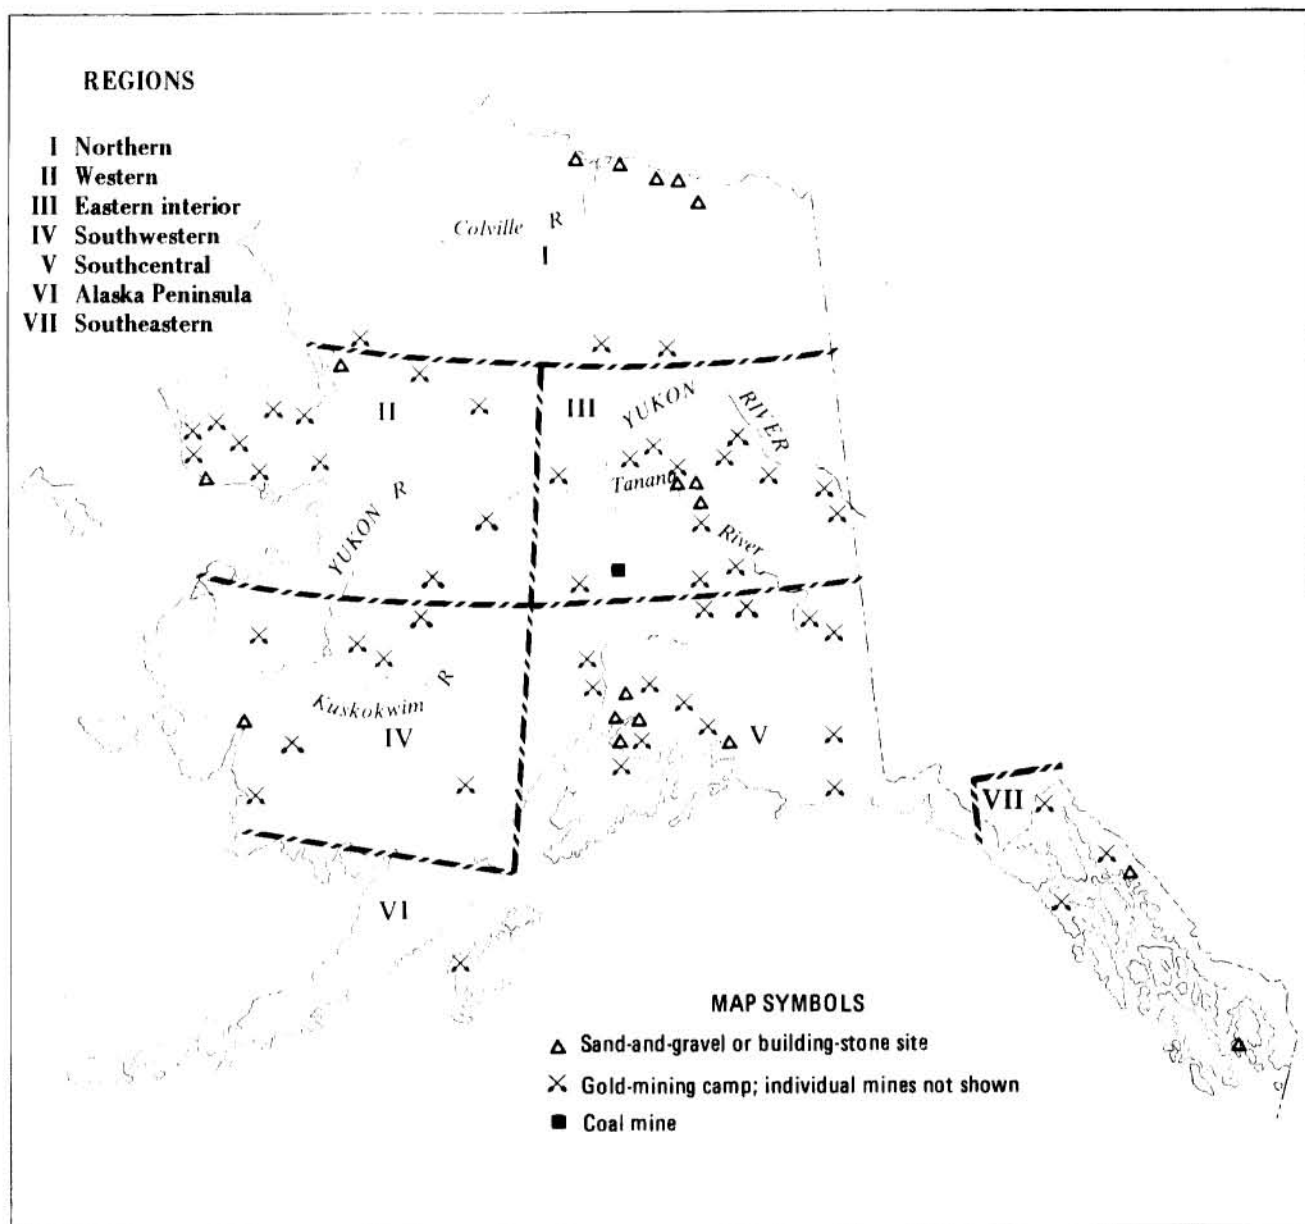 REGIONS
I Northern
II Western
III Eastern interior
IV Southwestern
V Southcentral
VI Alaska Peninsula
VII Southeastern
Colville R
I
II
III
YUKON RIVER
Tanana
River
YUKON R
Kuskokwim R
IV
V
VII
VI
MAP SYMBOLS
Sand-and-gravel or building-stone site
Gold-mining camp; individual mines not shown
Coal mine